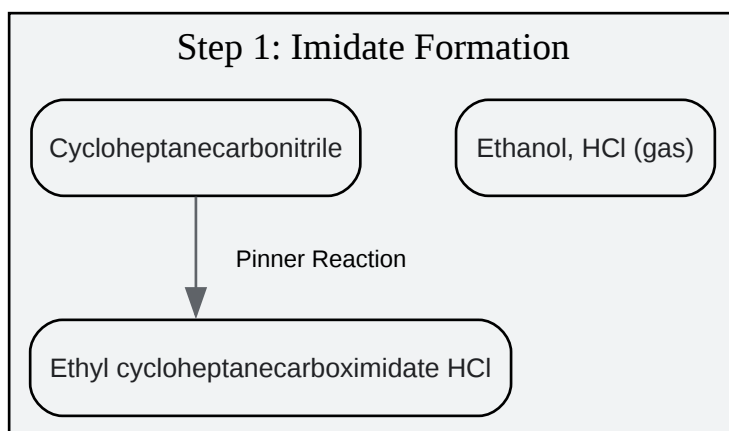 Step 1: Imidate Formation
Cycloheptanecarbonitrile
Ethanol, HCl (gas)
Pinner Reaction
Ethyl cycloheptanecarboximidate HCl